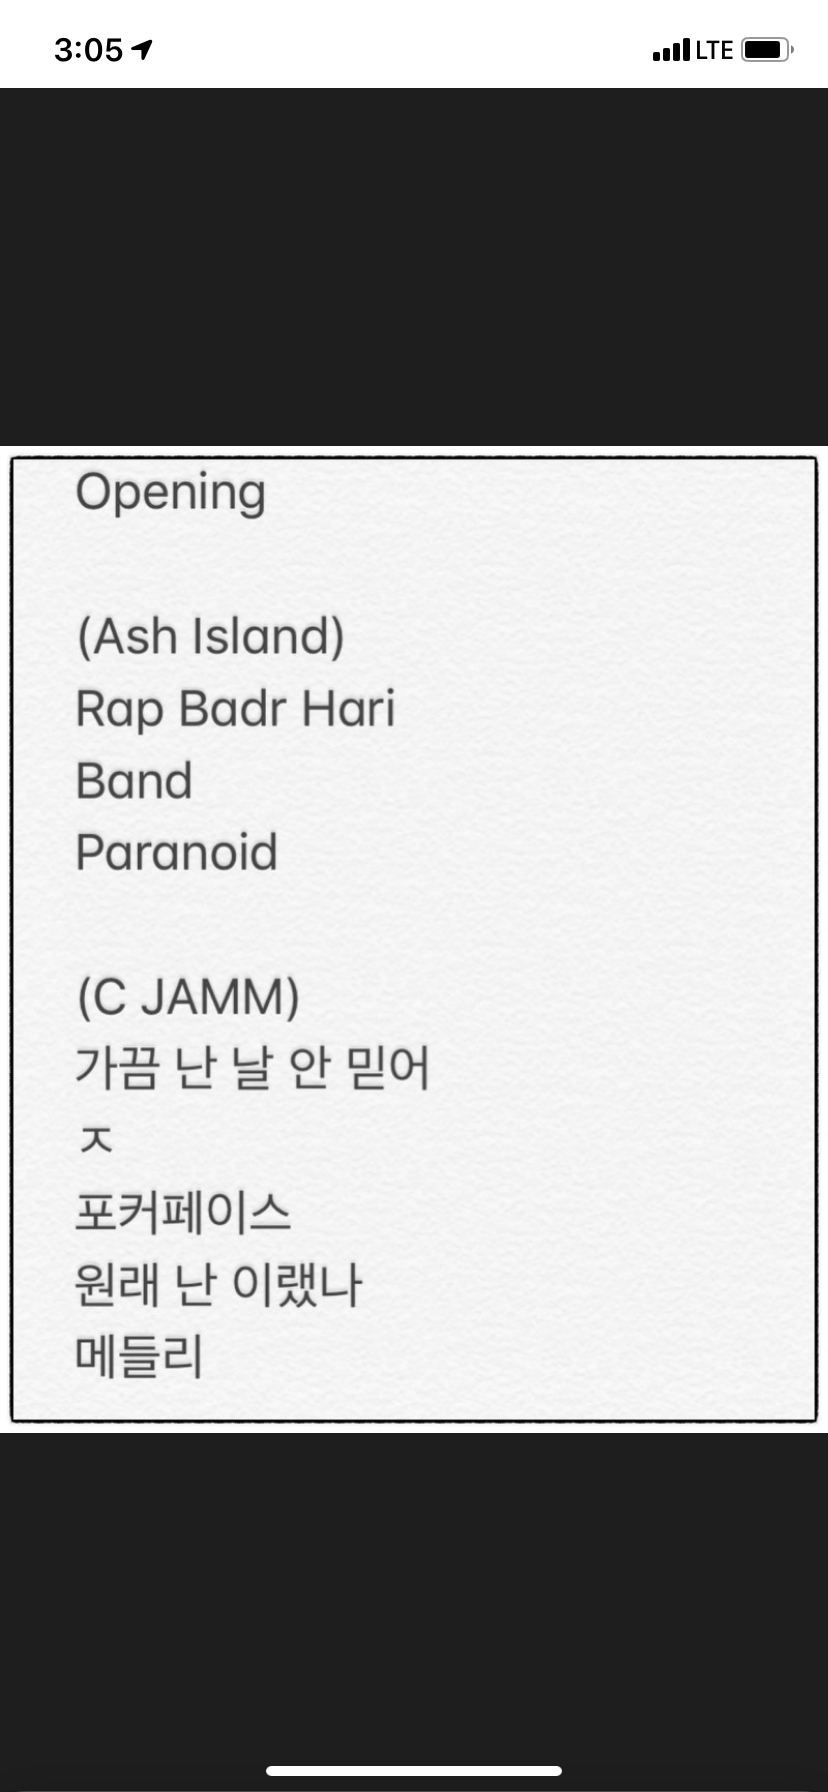 3:05
LTE
Opening
(Ash Island)
Rap Badr Hari
Band
Paranoid
(C JAMM)
가끔 난 날 안 믿어
ㅈ
포커페이스
원래 난 이랬나
메들리